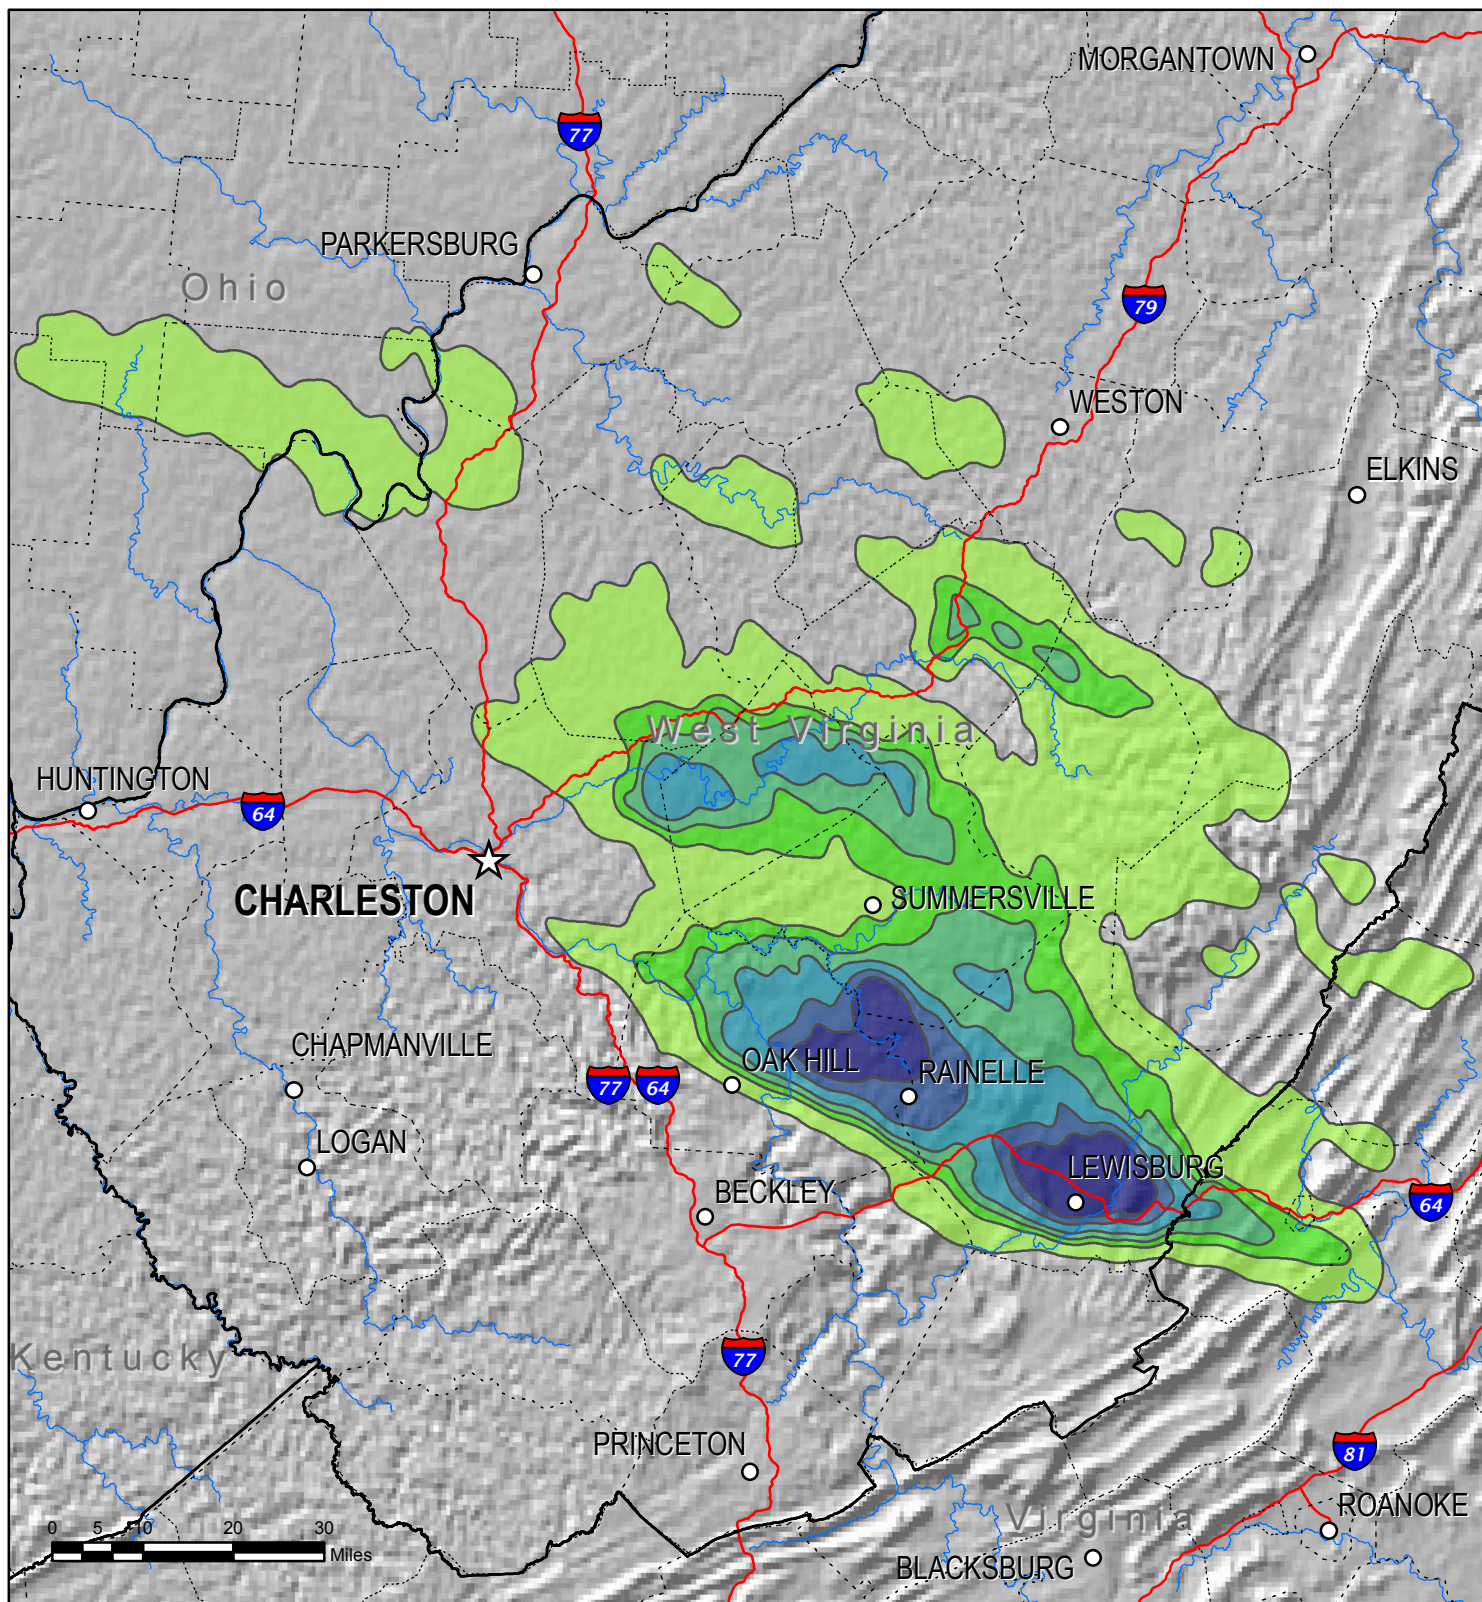 MORGANTOWN
77
PARKERSBURG
Ohio
79
WESTON
ELKINS
West Virginia
HUNTINGTON
64
CHARLESTON
SUMMERSVILLE
CHAPMANVILLE
OAK HILL
RAINELLE
77
64
LOGAN
LEWISBURG
BECKLEY
64
Kentucky
77
PRINCETON
81
ROANOKE
Virginia
0 5 10 20 30
Miles
BLACKSBURG